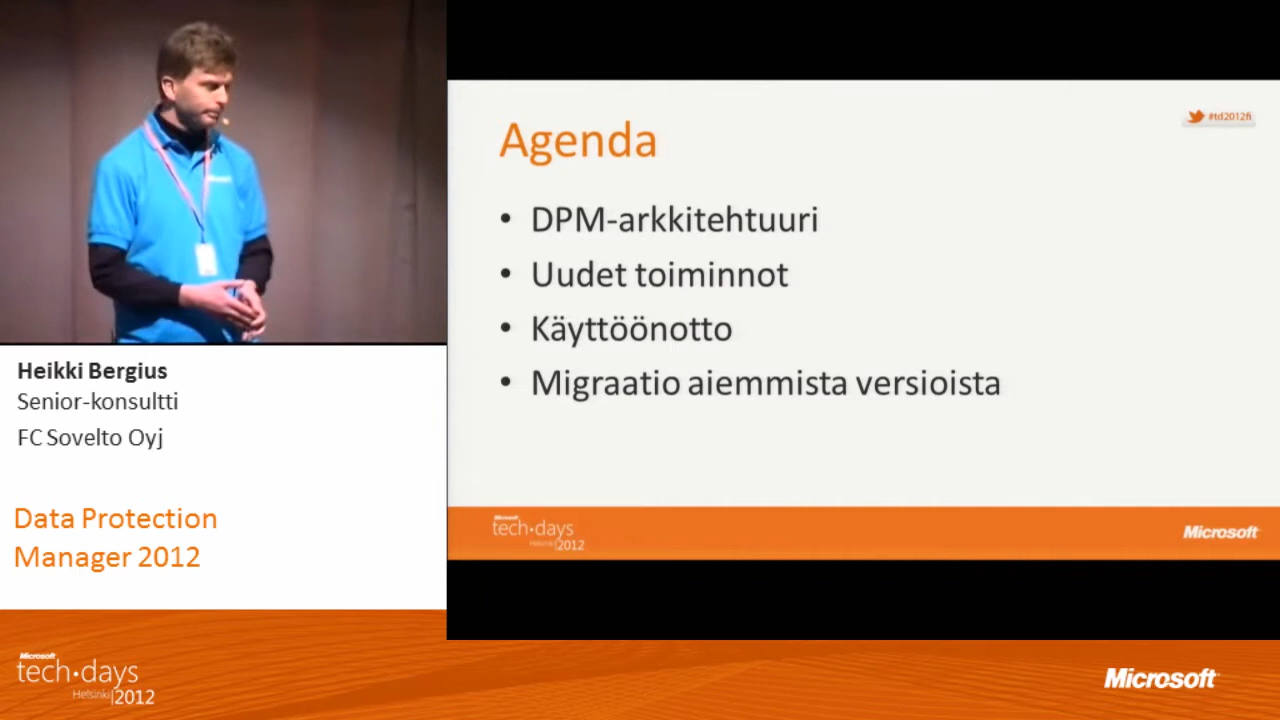 Agenda
#td2012fi
• DPM-arkkitehtuuri
• Uudet toiminnot
• Käyttöönotto
• Migraatio aiemmista versioista
Microsoft
tech·days
Helsinki|2012
Microsoft
Heikki Bergius
Senior-konsultti
FC Sovelto Oyj
Data Protection
Manager 2012
Microsoft
tech·days
Helsinki|2012
Microsoft